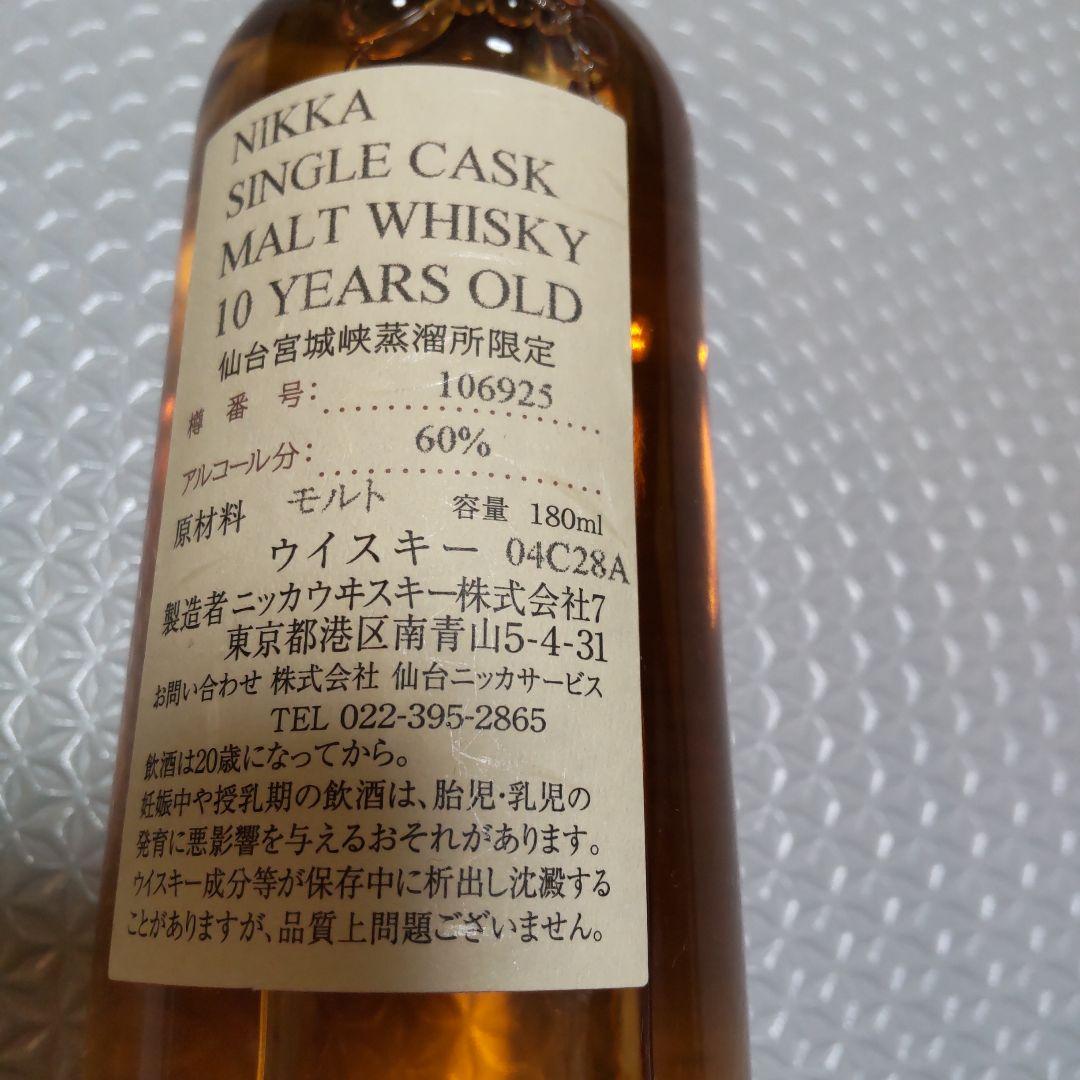 NIKKA
SINGLE CASK
MALT WHISKY
10 YEARS OLD
仙台宮城峡蒸溜所限定
樽番号: 106925
アルコール分: 60%
原材料 モルト 容量 180ml
ウイスキー 04C28A
製造者 ニッカウヰスキー株式会社7
東京都港区南青山5-4-31
お問い合わせ 株式会社 仙台ニッカサービス
TEL 022-395-2865
飲酒は20歳になってから。
妊娠中や授乳期の飲酒は、胎児・乳児の
発育に悪影響を与えるおそれがあります。
ウイスキー成分等が保存中に析出し沈澱する
ことがありますが、品質上問題ございません。